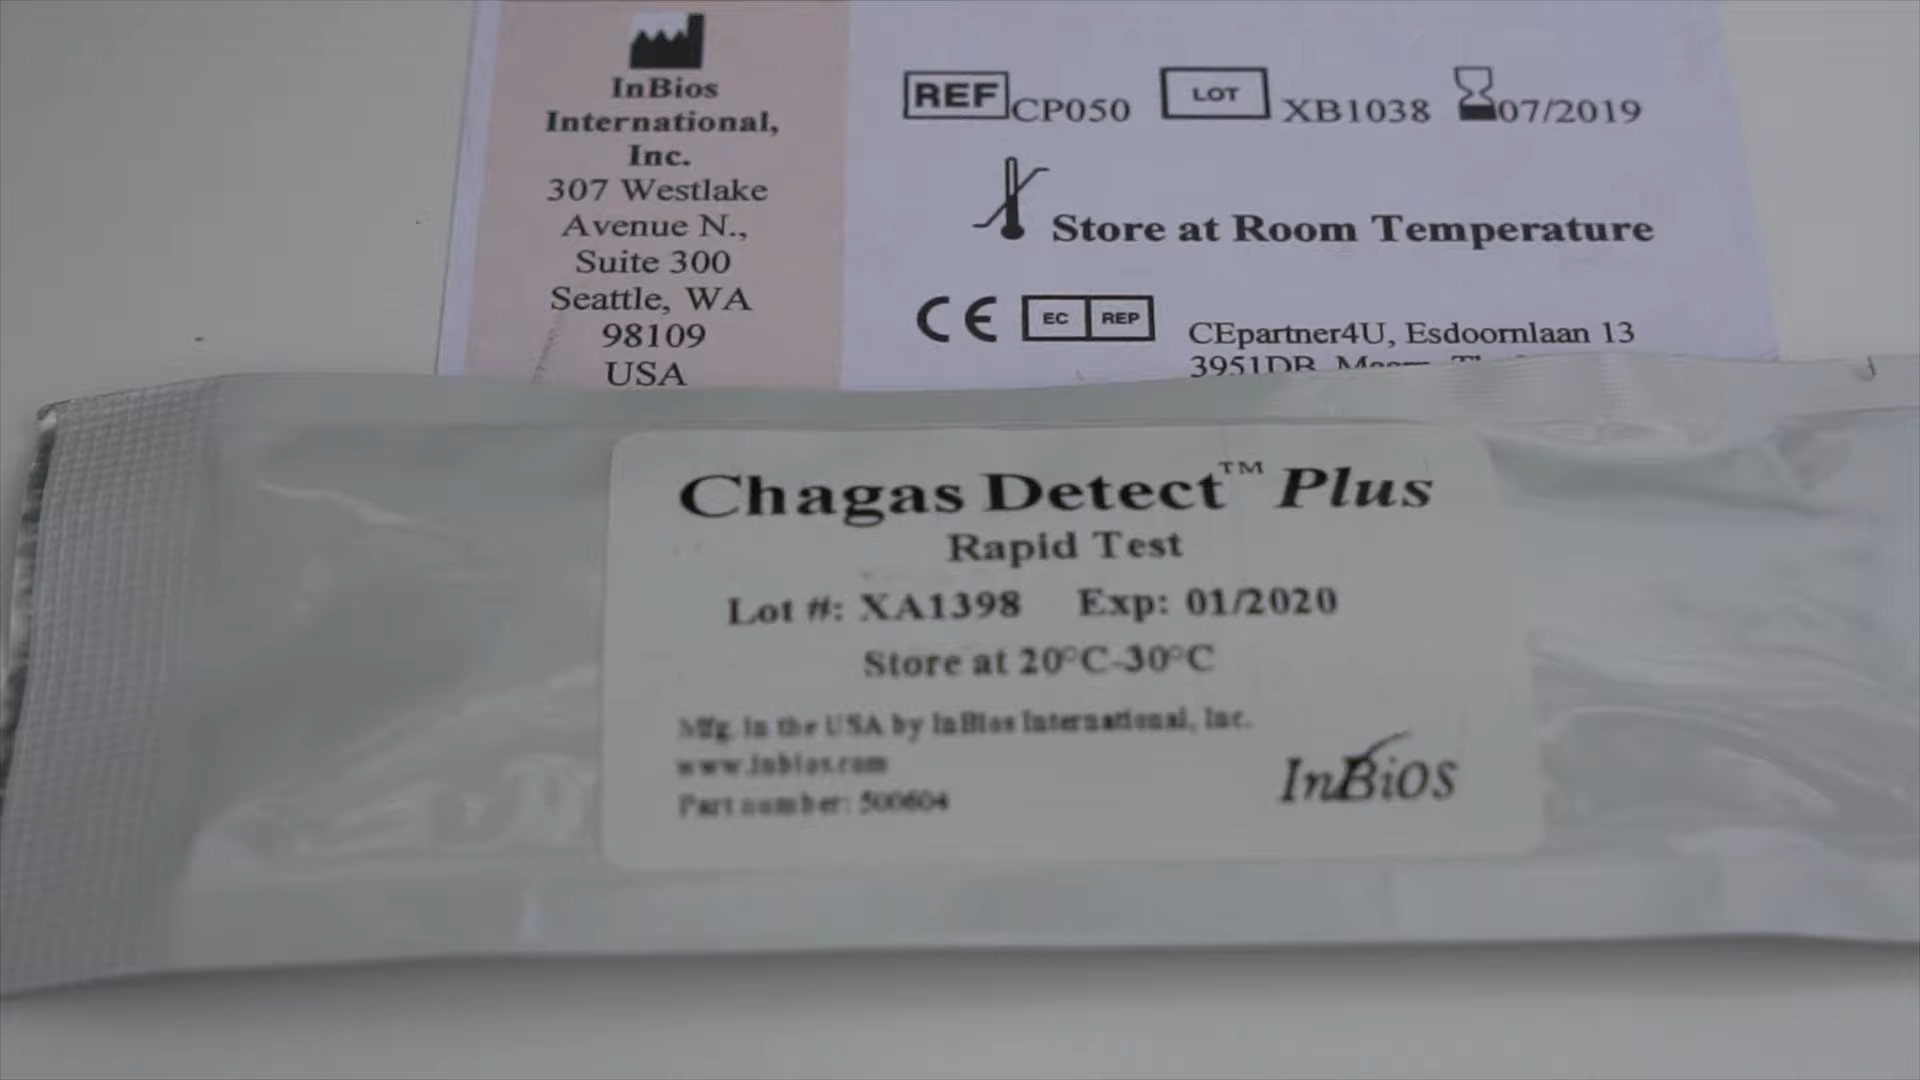 InBios
International,
Inc.
307 Westlake
Avenue N.,
Suite 300
Seattle, WA
98109
USA
REF CP050 LOT XB1038 07/2019
Store at Room Temperature
CE EC REP CEpartner4U, Esdoornlaan 13
3951DB
Chagas Detect™ Plus
Rapid Test
Lot #: XA1398 Exp: 01/2020
Store at 20°C-30°C
Mfg. in the USA by InBios International, Inc.
www.inbios.com
Part number: 500604
InBiOS